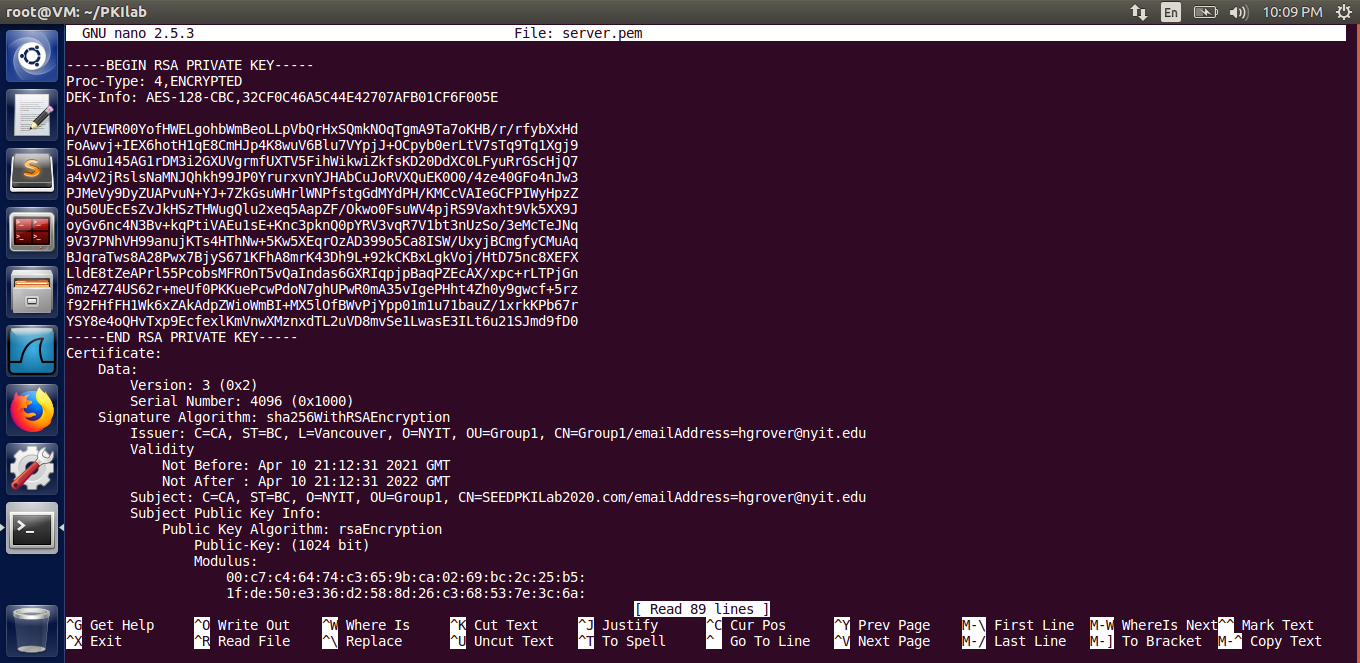 root@VM: ~/PKIlab
En
10:09 PM
GNU nano 2.5.3 File: server.pem
-----BEGIN RSA PRIVATE KEY-----
Proc-Type: 4,ENCRYPTED
DEK-Info: AES-128-CBC,32CF0C46A5C44E42707AFB01CF6F005E
h/VIEWR00YofHWELgohbWmBeoLLpVbQrHxSQmkNOqTgmA9Ta7oKHB/r/rfybXxHd
FoAwvj+IEX6hotH1qE8CmHJp4K8wuV6Blu7VYpjJ+OCpyb0erLtV7sTq9Tq1Xgj9
5LGmu145AG1rDM3i2GXUVgrmfUXTV5FihWikwiZkfsKD20DdXC0LFyuRrGScHjQ7
a4vV2jRslsNaMNJQhkh99JP0YrurxvnYJHAbCuJoRVXQuEK0O0/4ze40GFo4nJw3
PJMeVy9DyZUAPvuN+YJ+7ZkGsuWHrlWNPfstgGdMYdPH/KMCcVAIeGCFPIWyHpzZ
Qu50UEcEsZvJkHSzTHWugQlu2xeq5AapZF/Okwo0FsuWV4pjRS9Vaxht9Vk5XX9J
oyGv6nc4N3Bv+kqPtiVAEu1sE+Knc3pknQ0pYRV3vqR7V1bt3nUzSo/3eMcTeJNq
9V37PNhVH99anujKTs4HThNw+5Kw5XEqrOzAD399o5Ca8ISW/UxyjBCmgfyCMuAq
BJqraTws8A28Pwx7BjyS671KFhA8mrK43Dh9L+92kCKBxLgkVoj/HtD75nc8XEFX
LldE8tZeAPrl55PcobsMFROnT5vQaIndas6GXRIqpjpBaqPZEcAX/xpc+rLTPjGn
6mz4Z74US62r+meUf0PKKuePcwPdoN7ghUPwR0mA35vIgePHht4Zh0y9gwcf+5rz
f92FHfFH1Wk6xZAkAdpZWioWmBI+MX5lOfBWvPjYpp01m1u71bauZ/1xrkKPb67r
YSY8e4oQHvTxp9EcfexlKmVnwXMznxdTL2uVD8mvSe1LwasE3ILt6u21SJmd9fD0
-----END RSA PRIVATE KEY-----
Certificate:
Data:
Version: 3 (0x2)
Serial Number: 4096 (0x1000)
Signature Algorithm: sha256WithRSAEncryption
Issuer: C=CA, ST=BC, L=Vancouver, O=NYIT, OU=Group1, CN=Group1/emailAddress=hgrover@nyit.edu
Validity
Not Before: Apr 10 21:12:31 2021 GMT
Not After : Apr 10 21:12:31 2022 GMT
Subject: C=CA, ST=BC, O=NYIT, OU=Group1, CN=SEEDPKILab2020.com/emailAddress=hgrover@nyit.edu
Subject Public Key Info:
Public Key Algorithm: rsaEncryption
Public-Key: (1024 bit)
Modulus:
00:c7:c4:64:74:c3:65:9b:ca:02:69:bc:2c:25:b5:
1f:de:50:e3:36:d2:58:8d:26:c3:68:53:7e:3c:6a:
[ Read 89 lines ]
^G Get Help ^O Write Out ^W Where Is ^K Cut Text ^J Justify ^C Cur Pos ^Y Prev Page M-\ First Line M-W WhereIs Next ^^ Mark Text
^X Exit ^R Read File ^\ Replace ^U Uncut Text ^T To Spell ^_ Go To Line ^V Next Page M-/ Last Line M-] To Bracket M-^ Copy Text